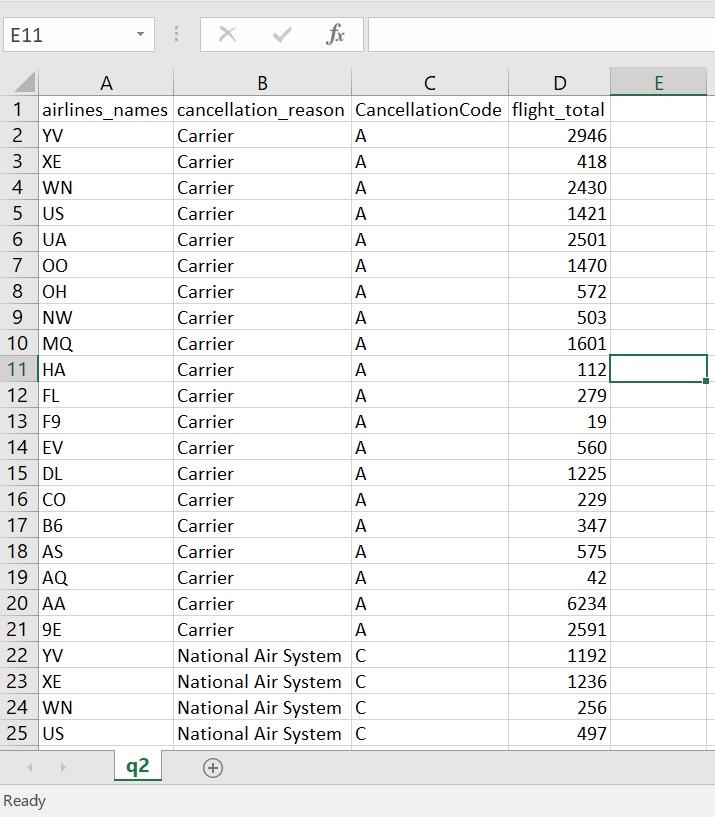 E11 fx
A B C D E
1 airlines_names cancellation_reason CancellationCode flight_total
2 YV Carrier A 2946
3 XE Carrier A 418
4 WN Carrier A 2430
5 US Carrier A 1421
6 UA Carrier A 2501
7 OO Carrier A 1470
8 OH Carrier A 572
9 NW Carrier A 503
10 MQ Carrier A 1601
11 HA Carrier A 112
12 FL Carrier A 279
13 F9 Carrier A 19
14 EV Carrier A 560
15 DL Carrier A 1225
16 CO Carrier A 229
17 B6 Carrier A 347
18 AS Carrier A 575
19 AQ Carrier A 42
20 AA Carrier A 6234
21 9E Carrier A 2591
22 YV National Air System C 1192
23 XE National Air System C 1236
24 WN National Air System C 256
25 US National Air System C 497
q2
Ready